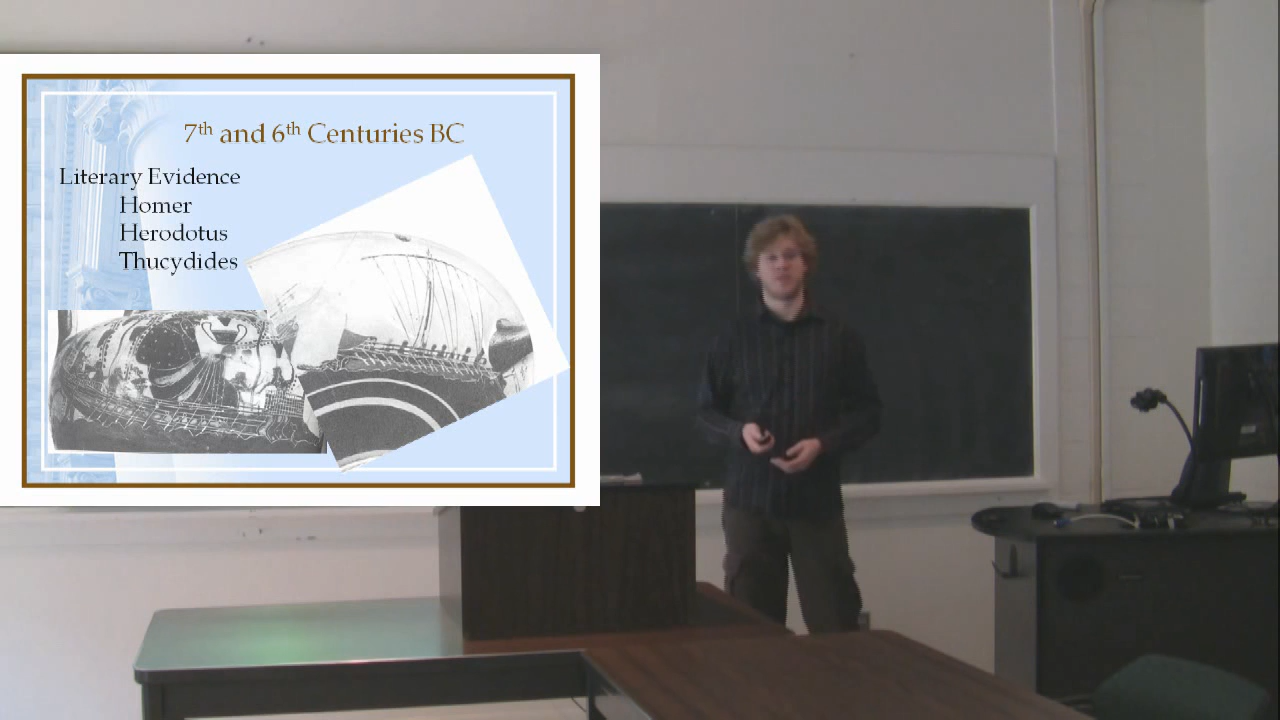 7th and 6th Centuries BC
Literary Evidence
Homer
Herodotus
Thucydides